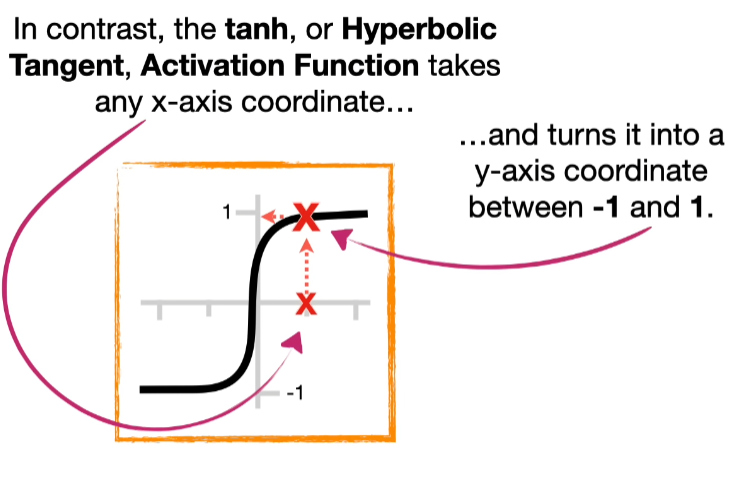 In contrast, the tanh, or Hyperbolic
Tangent, Activation Function takes
any x-axis coordinate…
…and turns it into a
y-axis coordinate
between -1 and 1.
1
-1